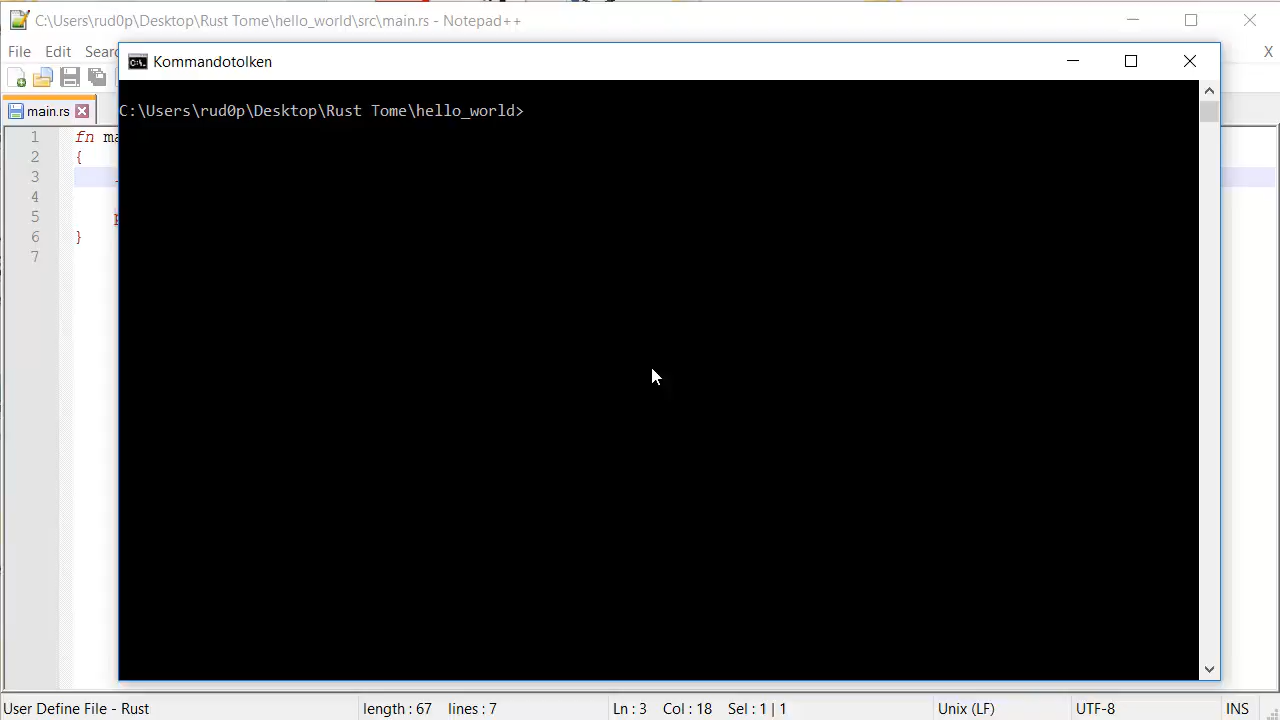 C:\Users\rud0p\Desktop\Rust Tome\hello_world\src\main.rs - Notepad++
File Edit Searc
X
Kommandotolken
C:\Users\rud0p\Desktop\Rust Tome\hello_world>
main.rs
1 fn ma
2 {
3
4
5 p
6 }
7
User Define File - Rust length : 67 lines : 7 Ln : 3 Col : 18 Sel : 1 | 1 Unix (LF) UTF-8 INS